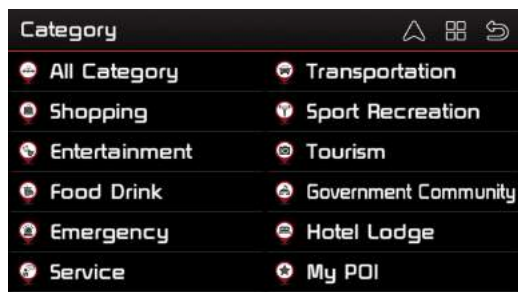 Category
All Category
Transportation
Shopping
Sport Recreation
Entertainment
Tourism
Food Drink
Government Community
Emergency
Hotel Lodge
Service
My POI